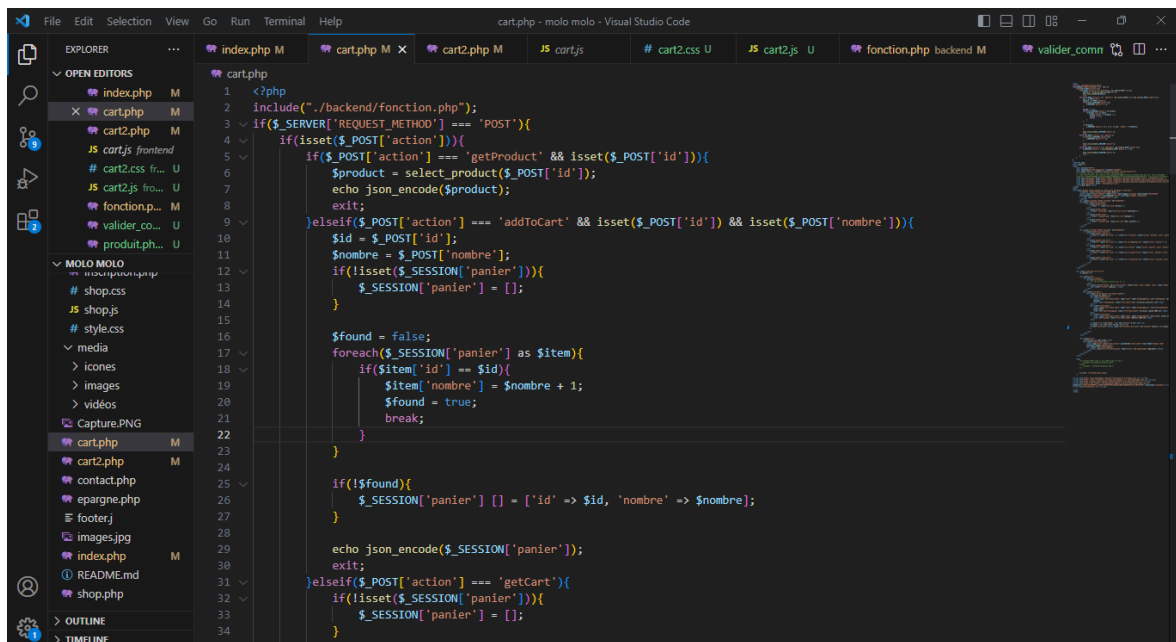 File Edit Selection View Go Run Terminal Help cart.php - molo molo - Visual Studio Code
EXPLORER ...
index.php M cart.php M cart2.php M JS cart.js # cart2.css U JS cart2.js U fonction.php backend M valider_comm ...
OPEN EDITORS
index.php M
cart.php M
cart2.php M
JS cart.js frontend
# cart2.css fr... U
JS cart2.js fro... U
fonction.p... M
valider_co... U
produit.ph... U
MOLO MOLO
inscription.php
# shop.css
JS shop.js
# style.css
media
icones
images
vidéos
Capture.PNG
cart.php M
cart2.php M
contact.php
epargne.php
footer.j
images.jpg
index.php M
README.md
shop.php
OUTLINE
TIMELINE
9
2
1
cart.php
1 <?php
2 include("./backend/fonction.php");
3 if($_SERVER['REQUEST_METHOD'] === 'POST'){
4 if(isset($_POST['action'])){
5 if($_POST['action'] === 'getProduct' && isset($_POST['id'])){
6 $product = select_product($_POST['id']);
7 echo json_encode($product);
8 exit;
9 }elseif($_POST['action'] === 'addToCart' && isset($_POST['id']) && isset($_POST['nombre'])){
10 $id = $_POST['id'];
11 $nombre = $_POST['nombre'];
12 if(!isset($_SESSION['panier'])){
13 $_SESSION['panier'] = [];
14 }
15
16 $found = false;
17 foreach($_SESSION['panier'] as $item){
18 if($item['id'] == $id){
19 $item['nombre'] = $nombre + 1;
20 $found = true;
21 break;
22 }
23 }
24
25 if(!$found){
26 $_SESSION['panier'] [] = ['id' => $id, 'nombre' => $nombre];
27 }
28
29 echo json_encode($_SESSION['panier']);
30 exit;
31 }elseif($_POST['action'] === 'getCart'){
32 if(!isset($_SESSION['panier'])){
33 $_SESSION['panier'] = [];
34 }